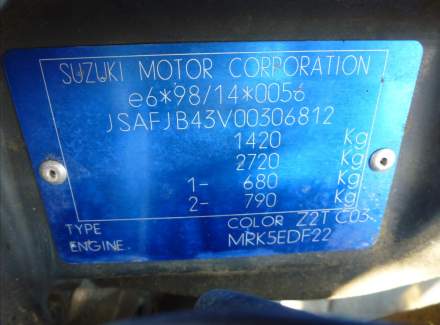 SUZUKI MOTOR CORPORATION
e6*98/14*0056
JSAFJB43V00306812
1420 Kg
2720 Kg
1- 680 Kg
2- 790 Kg
TYPE COLOR Z2T C03
ENGINE. MRK5EDF22